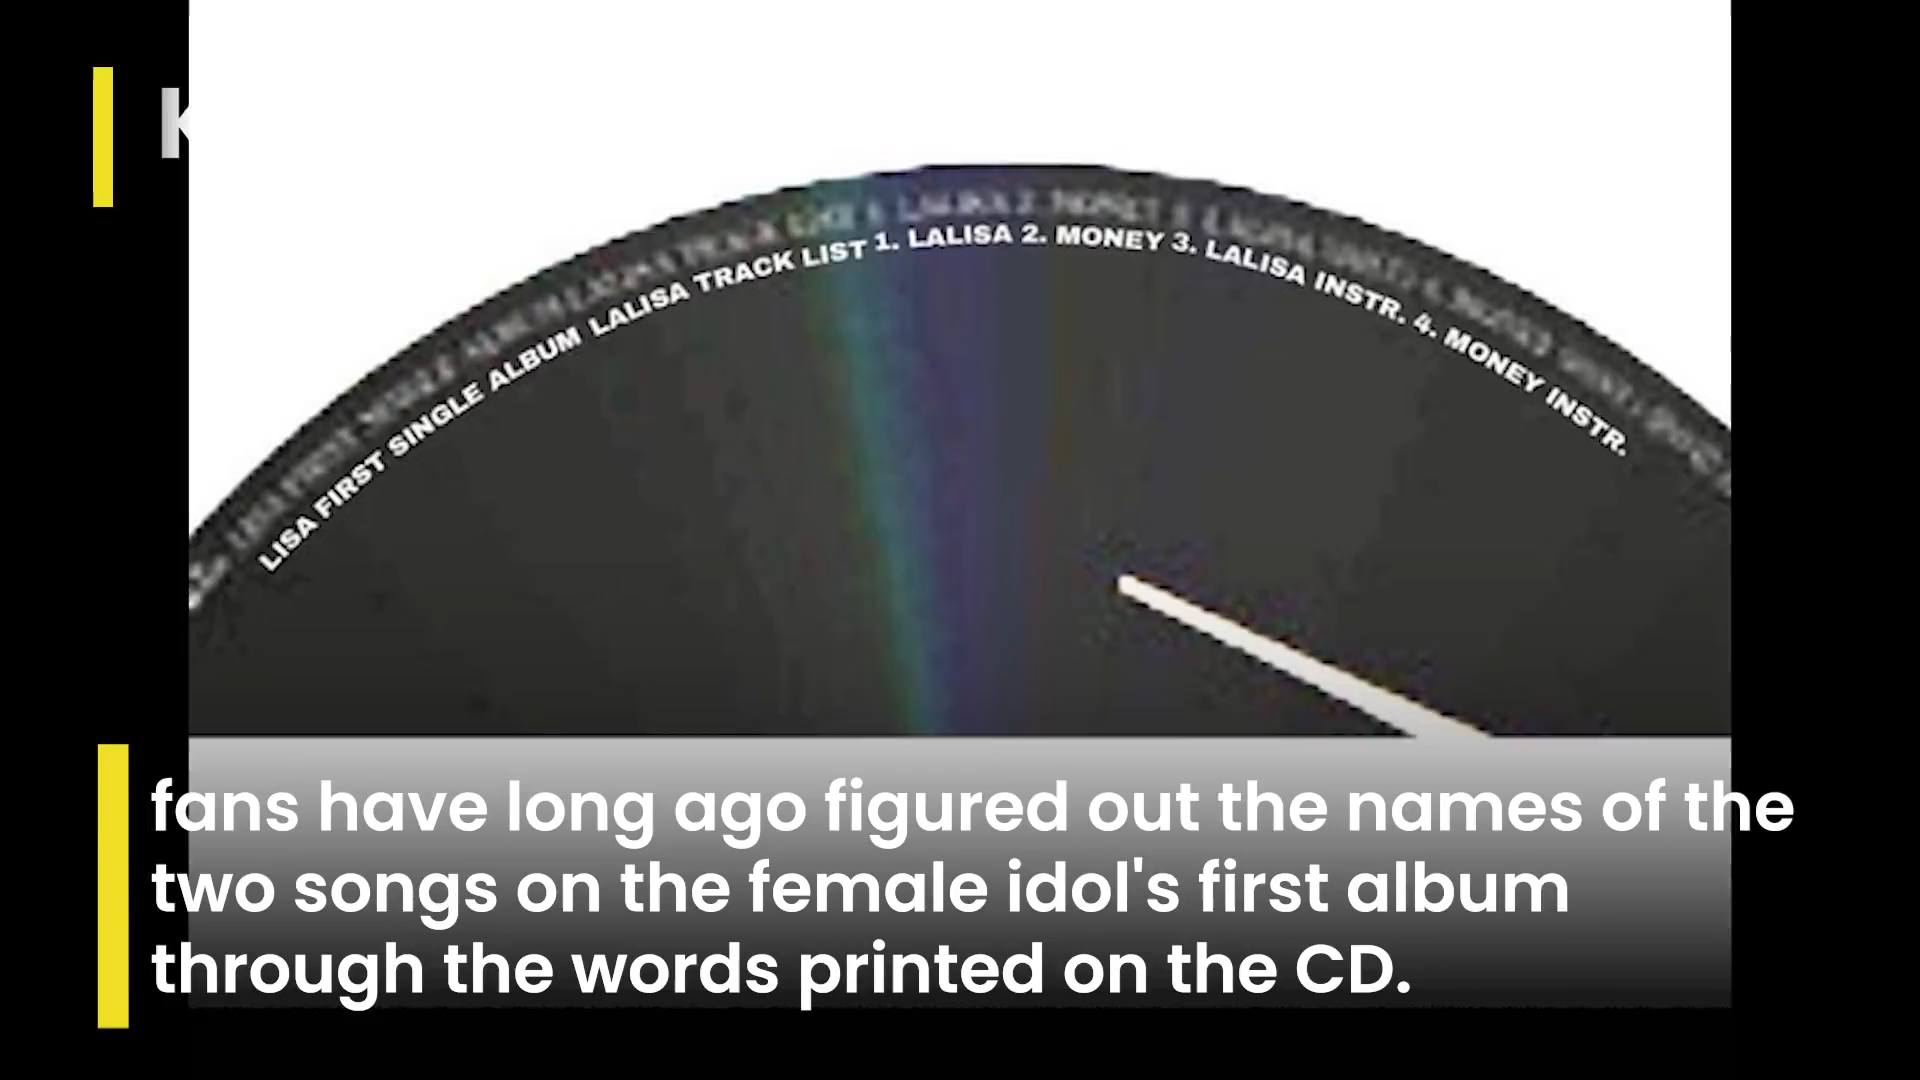 K
LISA FIRST SINGLE ALBUM LALISA TRACK LIST 1. LALISA 2. MONEY 3. LALISA INSTR. 4. MONEY INSTR.
fans have long ago figured out the names of the
two songs on the female idol's first album
through the words printed on the CD.